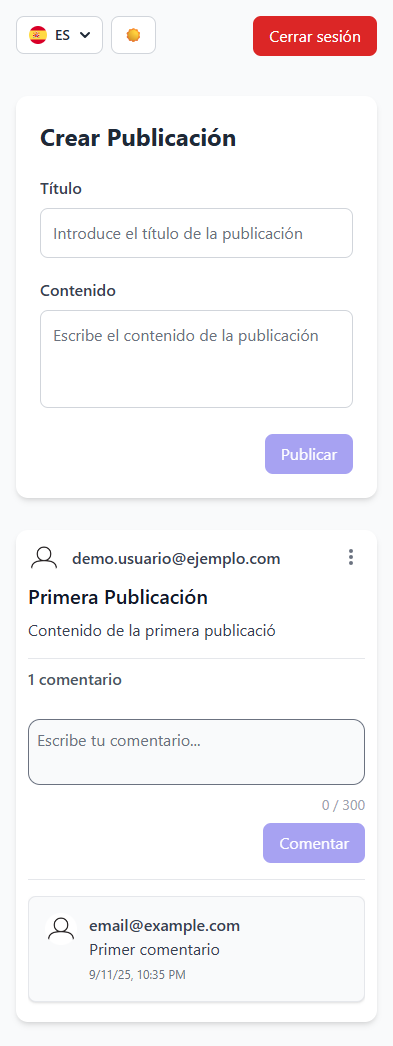 ES
Cerrar sesión
Crear Publicación
Título
Introduce el título de la publicación
Contenido
Escribe el contenido de la publicación
Publicar
demo.usuario@ejemplo.com
Primera Publicación
Contenido de la primera publicació
1 comentario
Escribe tu comentario...
0 / 300
Comentar
email@example.com
Primer comentario
9/11/25, 10:35 PM